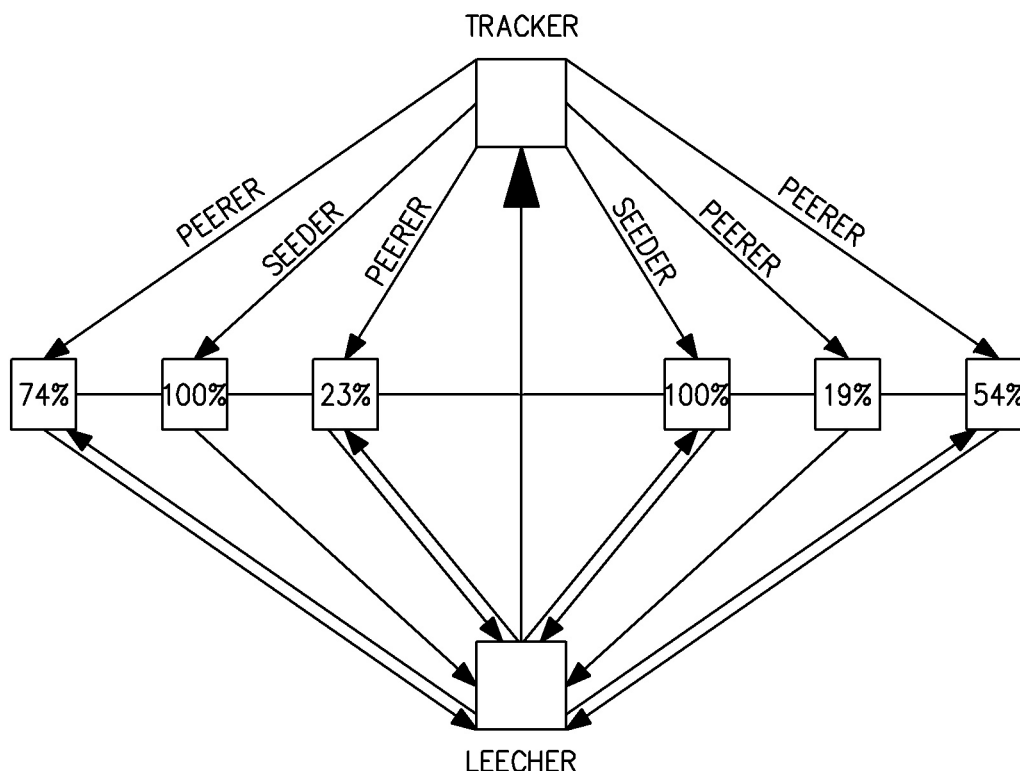 TRACKER
PEERER
SEEDER
PEERER
SEEDER
PEERER
PEERER
74%
100%
23%
100%
19%
54%
LEECHER